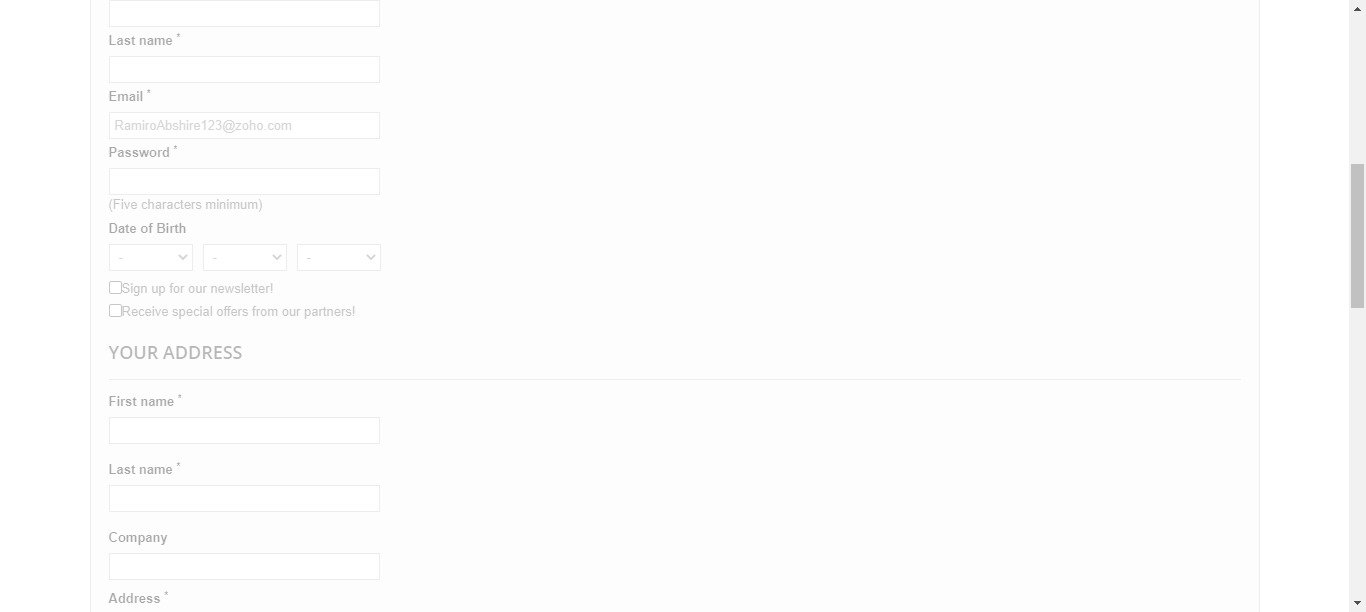 Last name *
Email *
RamiroAbshire123@zoho.com
Password *
(Five characters minimum)
Date of Birth
- - -
Sign up for our newsletter!
Receive special offers from our partners!
YOUR ADDRESS
First name *
Last name *
Company
Address *